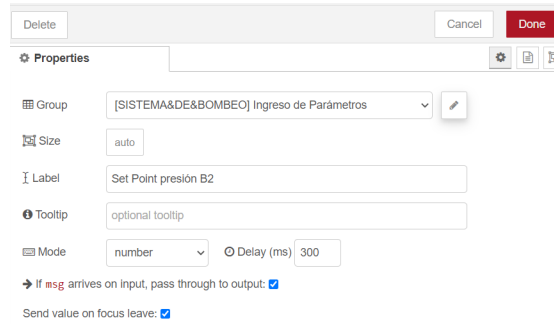 Delete Cancel Done
Properties
Group [SISTEMA&DE&BOMBEO] Ingreso de Parámetros
Size auto
Label Set Point presión B2
Tooltip optional tooltip
Mode number Delay (ms) 300
If msg arrives on input, pass through to output:
Send value on focus leave: